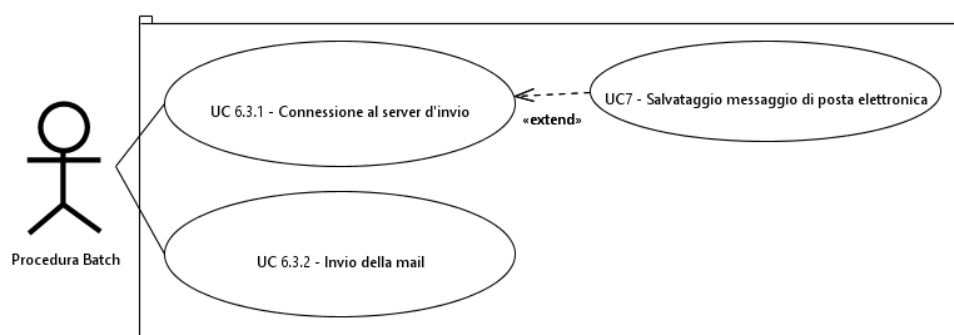 UC 6.3.1 - Connessione al server d'invio
UC7 - Salvataggio messaggio di posta elettronica
«extend»
Procedura Batch
UC 6.3.2 - Invio della mail